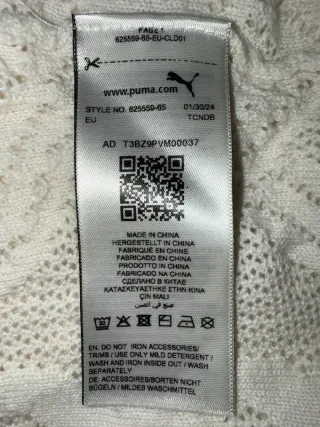 PAGE 1
625559-65-EU-CLD01
www.puma.com
STYLE NO. 625559-65 01/30/24
EU TCNDB
AD T3BZ9PVM00037
MADE IN CHINA
HERGESTELLT IN CHINA
FABRIQUÉ EN CHINE
FABRICADO EN CHINA
PRODOTTO IN CHINA
FABRICADO NA CHINA
СДЕЛАНО В КИТАЕ
ΚΑΤΑΣΚΕΥΑΣΤΗΚΕ ΣΤΗΝ ΚΙΝΑ
ÇİN MALI
صنع في الصين
EN: DO NOT IRON ACCESSORIES/
TRIMS / USE ONLY MILD DETERGENT /
WASH AND IRON INSIDE OUT / WASH
SEPARATELY
DE: ACCESSOIRES/BORTEN NICHT
BÜGELN / MILDES WASCHMITTEL